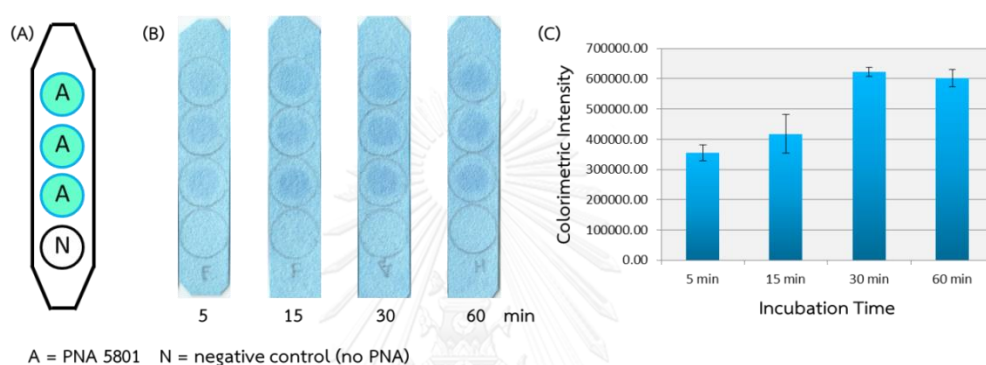 (A)
A
A
A
N
(B)
5 15 30 60 min
(C)
Colorimetric Intensity
700000.00
600000.00
500000.00
400000.00
300000.00
200000.00
100000.00
0.00
5 min 15 min 30 min 60 min
Incubation Time
A = PNA 5801 N = negative control (no PNA)